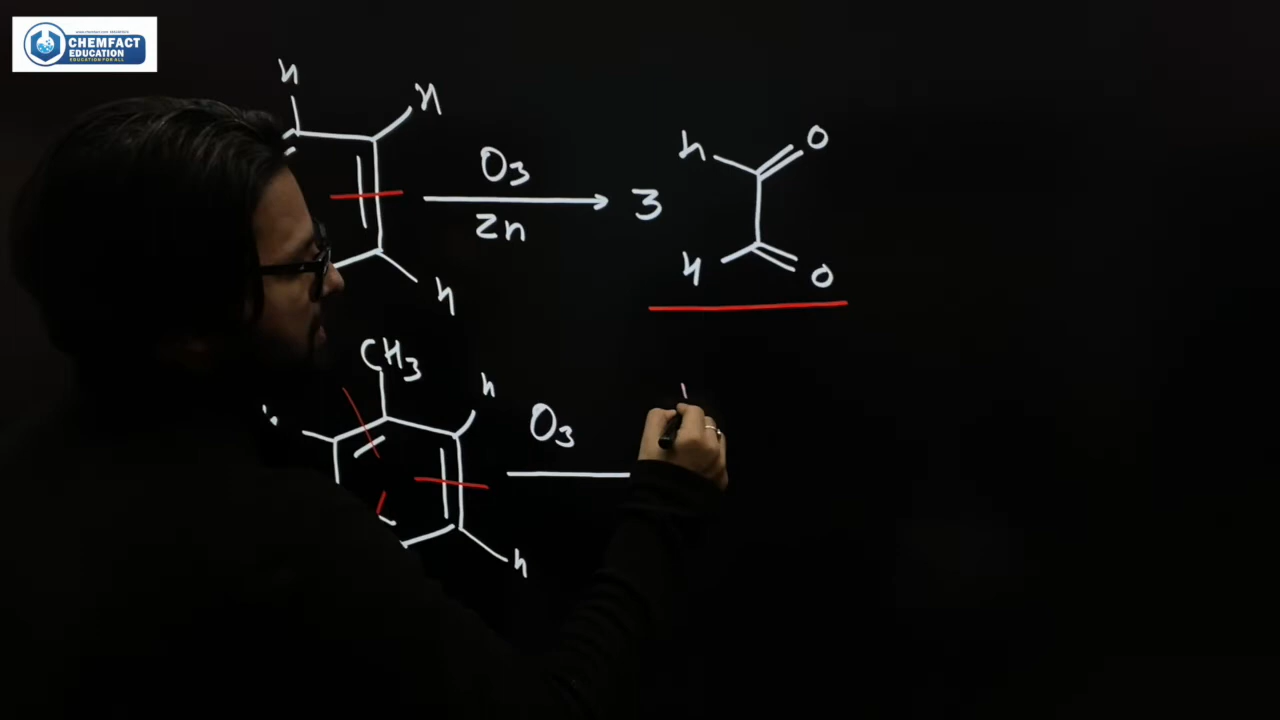 CHEMFACT
EDUCATION
EDUCATION FOR ALL
h
H
O3
Zn
h
3
h
O
H
O
CH3
h
O3
h